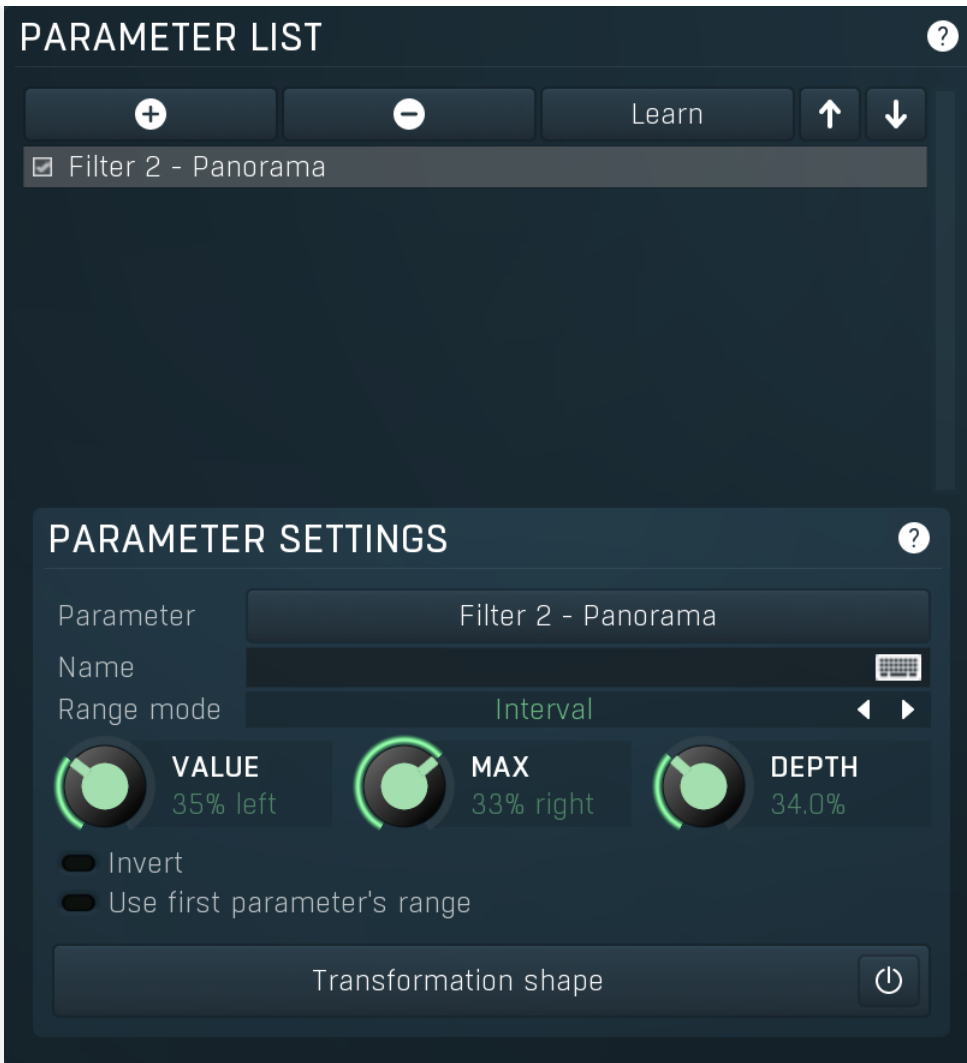 PARAMETER LIST ?
Learn
Filter 2 - Panorama
PARAMETER SETTINGS ?
Parameter Filter 2 - Panorama
Name
Range mode Interval
VALUE MAX DEPTH
35% left 33% right 34.0%
Invert
Use first parameter's range
Transformation shape